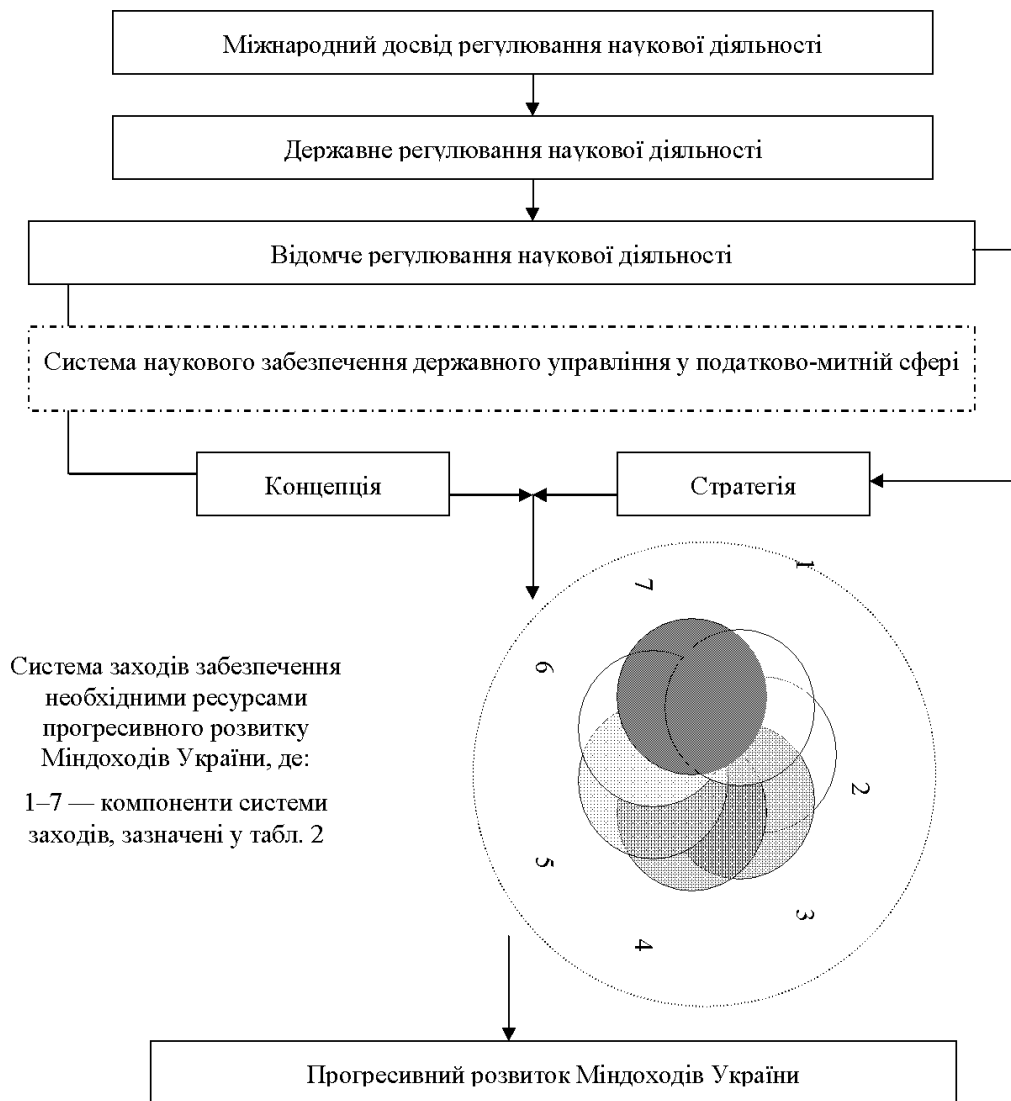 Міжнародний досвід регулювання наукової діяльності
Державне регулювання наукової діяльності
Відомче регулювання наукової діяльності
Система наукового забезпечення державного управління у податково-митній сфері
Концепція
Стратегія
Система заходів забезпечення
необхідними ресурсами
прогресивного розвитку
Міндоходів України, де:
1–7 — компоненти системи
заходів, зазначені у табл. 2
1
2
3
4
5
6
7
Прогресивний розвиток Міндоходів України